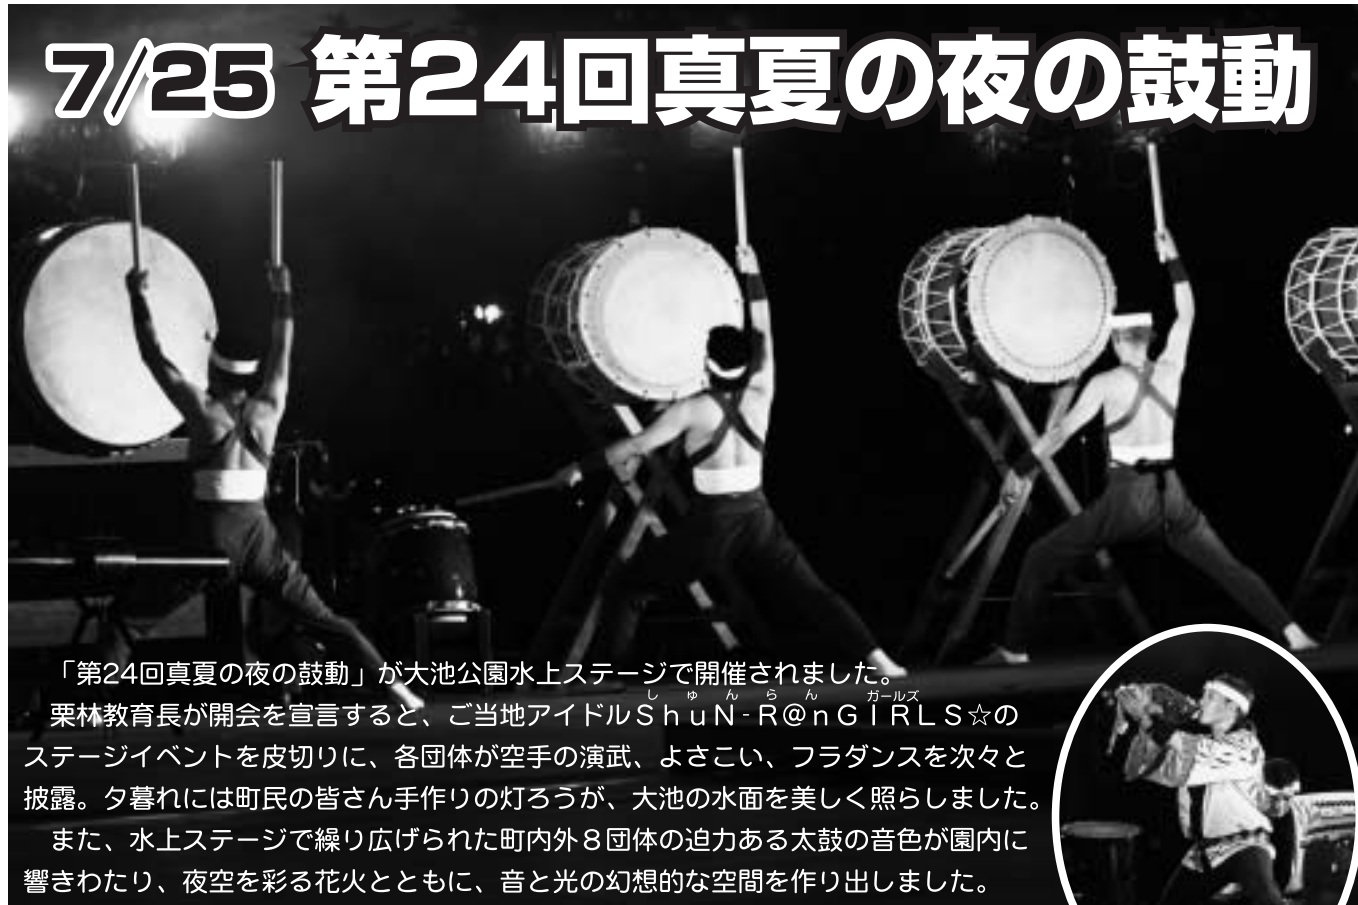 7/25 第24回真夏の夜の鼓動
「第24回真夏の夜の鼓動」が大池公園水上ステージで開催されました。
しゅんらん ガールズ
栗林教育長が開会を宣言すると、ご当地アイドルＳｈｕＮ-Ｒ＠ｎＧＩＲＬＳ☆の
ステージイベントを皮切りに、各団体が空手の演武、よさこい、フラダンスを次々と
披露。夕暮れには町民の皆さん手作りの灯ろうが、大池の水面を美しく照らしました。
また、水上ステージで繰り広げられた町内外８団体の迫力ある太鼓の音色が園内に
響きわたり、夜空を彩る花火とともに、音と光の幻想的な空間を作り出しました。